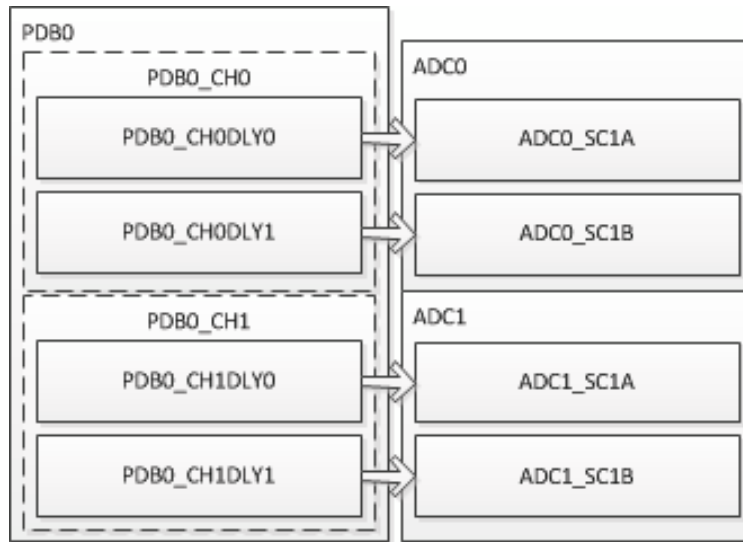 PDB0
PDB0_CH0
PDB0_CH0DLY0
PDB0_CH0DLY1
PDB0_CH1
PDB0_CH1DLY0
PDB0_CH1DLY1
ADC0
ADC0_SC1A
ADC0_SC1B
ADC1
ADC1_SC1A
ADC1_SC1B